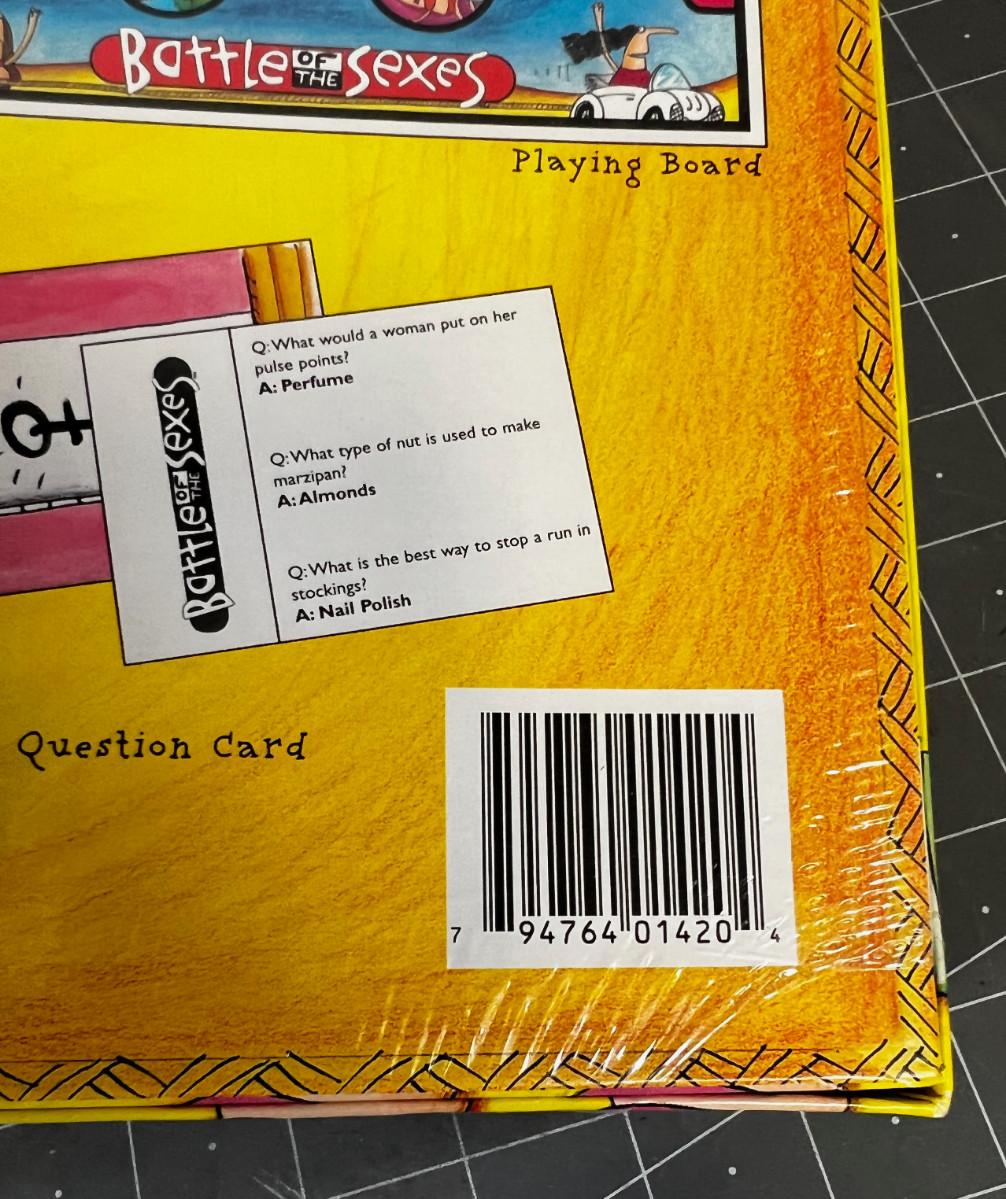 Battle OF THE Sexes
Playing Board
Q:What would a woman put on her
pulse points?
A: Perfume
Q:What type of nut is used to make
marzipan?
A: Almonds
Q:What is the best way to stop a run in
stockings?
A: Nail Polish
Battle OF THE Sexes
Question Card
7 94764 01420 4